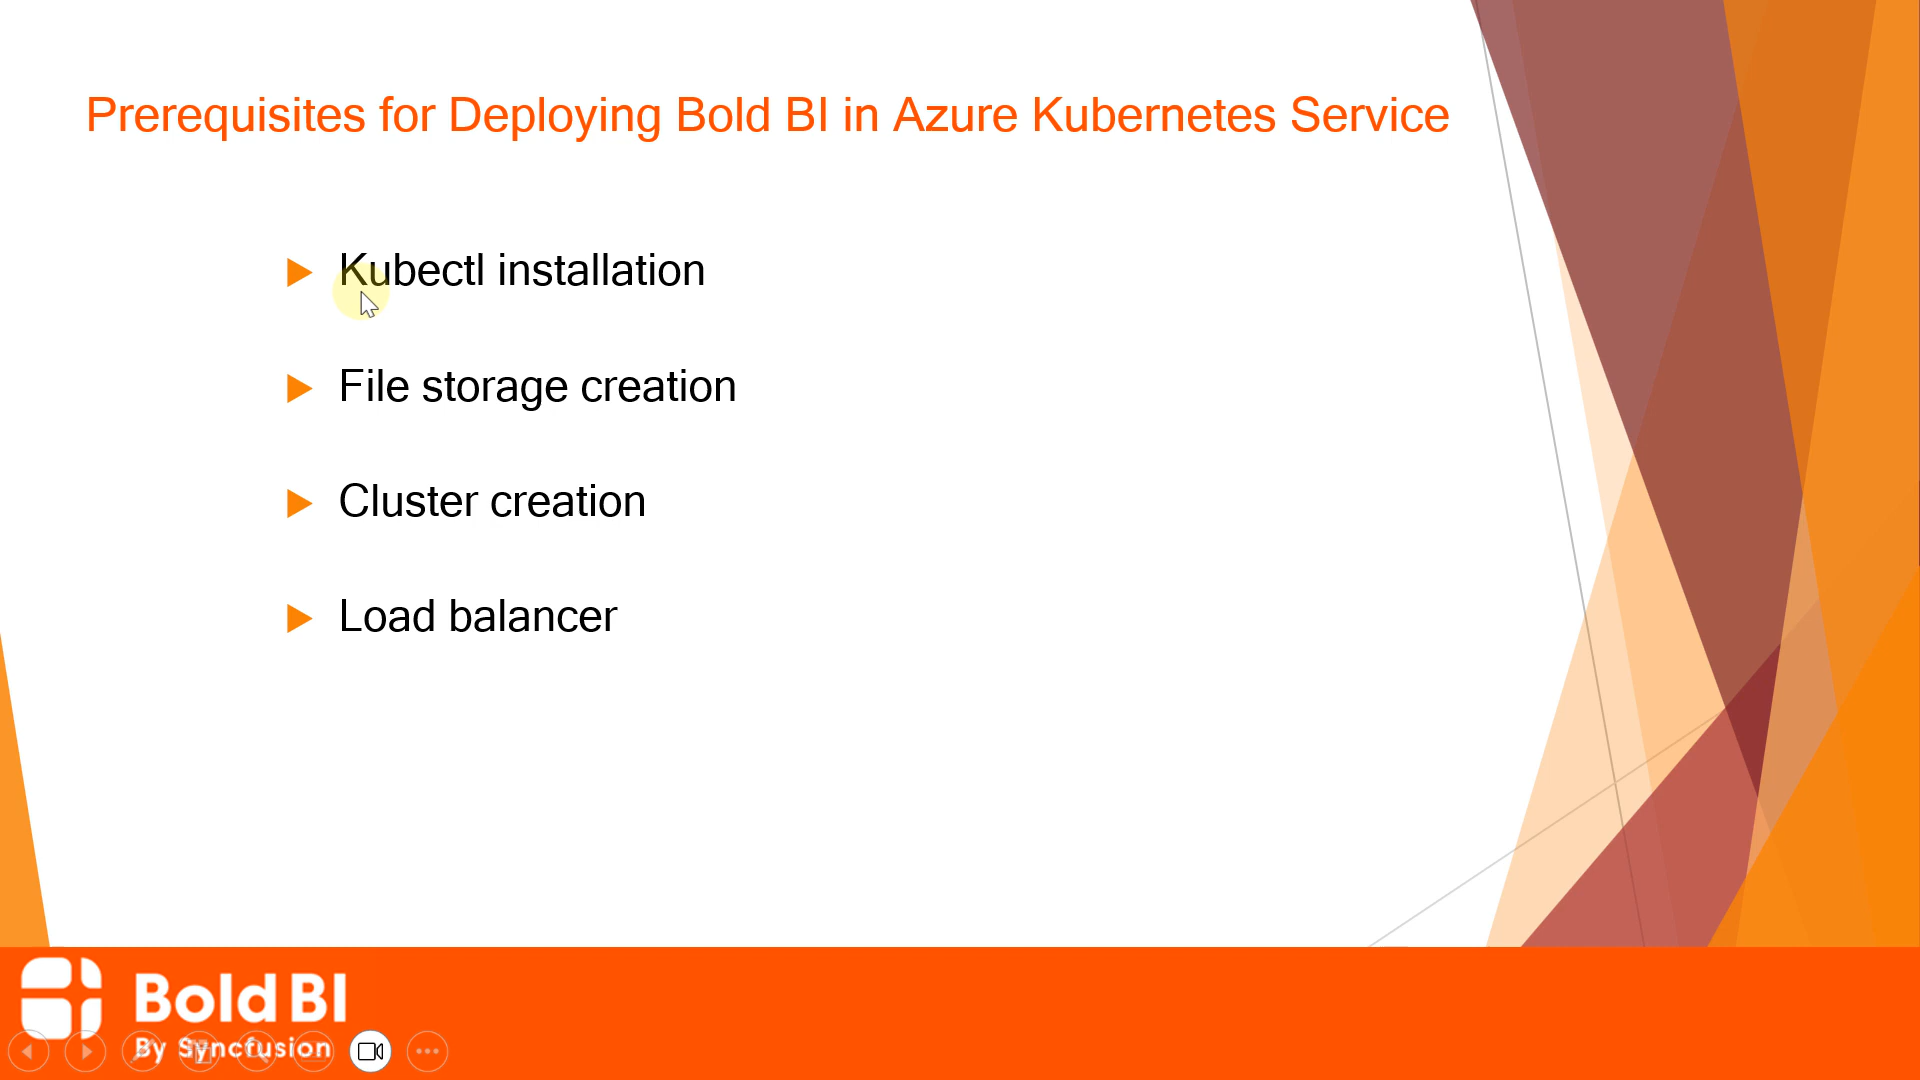 Prerequisites for Deploying Bold BI in Azure Kubernetes Service
Kubectl installation
File storage creation
Cluster creation
Load balancer
Bold BI
By Syncfusion